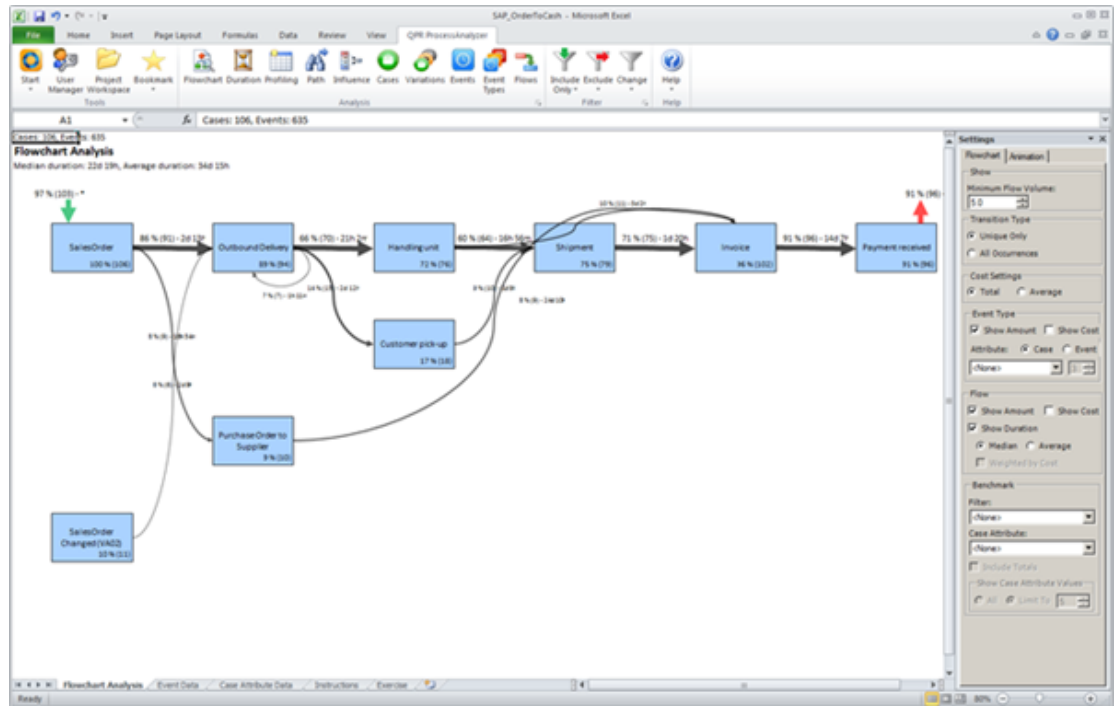 SAP_OrderToCash - Microsoft Excel
File Home Insert Page Layout Formulas Data Review View QPR ProcessAnalyzer
Start User Manager Project Workspace Bookmark Flowchart Duration Profiling Path Influence Cases Variations Events Event Types Flows Include Only Exclude Change Help
Tools Analysis Filter Help
A1 fx Cases: 106, Events: 635
Cases: 106, Events: 635
Flowchart Analysis
Median duration: 22d 19h, Average duration: 34d 15h
97 % (103) - *
91 % (96) -
SalesOrder
100 % (106)
86 % (91) - 2d 13h
Outbound Delivery
89 % (94)
66 % (70) - 21h 2m
Handling unit
72 % (76)
60 % (64) - 16h 56m
Shipment
75 % (79)
71 % (75) - 1d 20h
Invoice
96 % (102)
91 % (96) - 14d 7h
Payment received
91 % (96)
Customer pick-up
17 % (18)
PurchaseOrder to
Supplier
9 % (10)
SalesOrder
Changed (VA02)
10 % (11)
Settings
Flowchart Animation
Show
Minimum Flow Volume:
5.0
Transition Type
Unique Only
All Occurrences
Cost Settings
Total Average
Event Type
Show Amount Show Cost
Attribute: Case Event
<None>
Flow
Show Amount Show Cost
Show Duration
Median Average
Weighted by Cost
Benchmark
Filter:
<None>
Case Attribute:
<None>
Include Totals
Show Case Attribute Values
All Limit To 5
Flowchart Analysis Event Data Case Attribute Data Instructions Exercise
Ready 80%